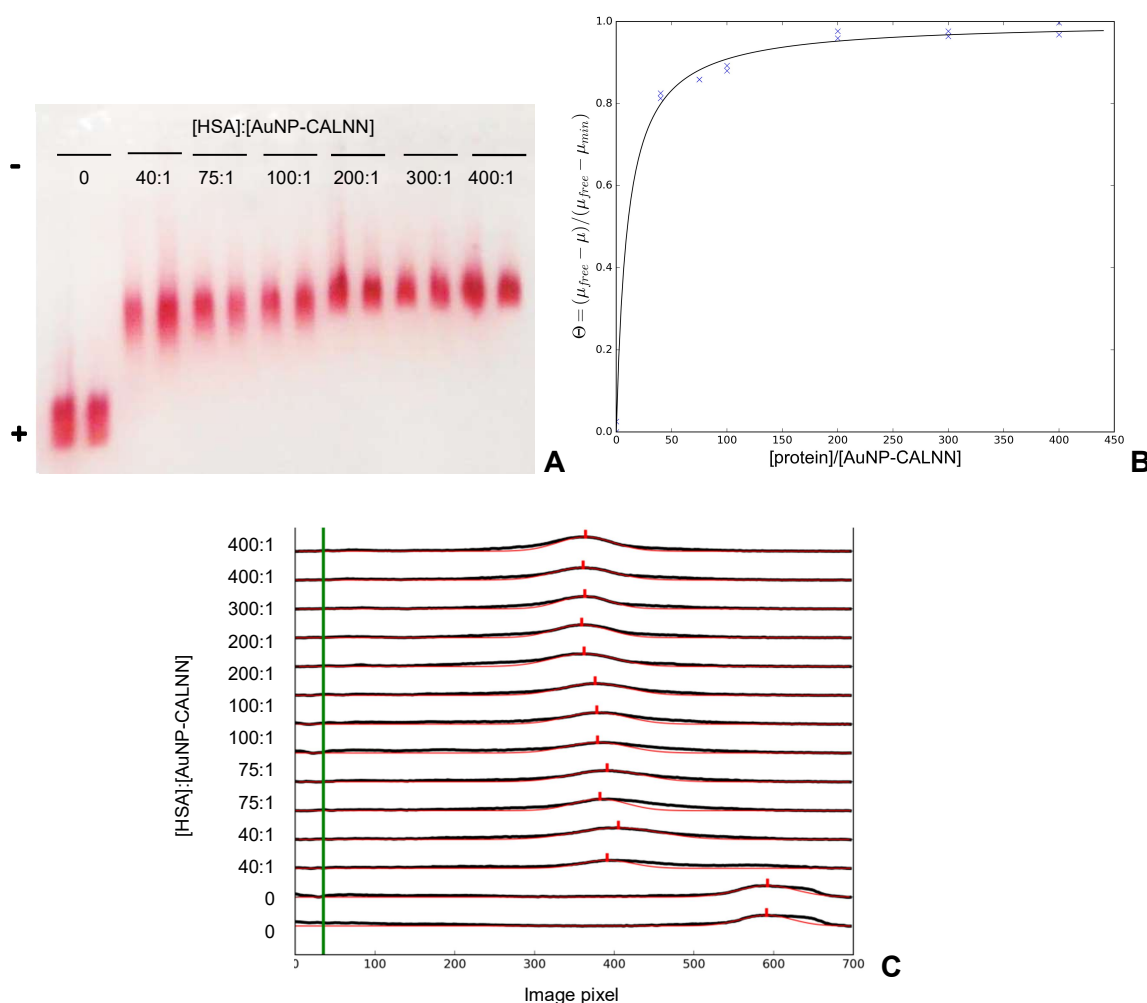 [HSA]:[AuNP-CALNN]
-
0 40:1 75:1 100:1 200:1 300:1 400:1
+
A
1.0
0.8
0.6
0.4
0.2
0.0
Θ = (μfree − μ)/(μfree − μmin)
0 50 100 150 200 250 300 350 400 450
[protein]/[AuNP-CALNN]
B
400:1
400:1
300:1
200:1
200:1
100:1
100:1
75:1
75:1
40:1
40:1
0
0
[HSA]:[AuNP-CALNN]
0 100 200 300 400 500 600 700
Image pixel
C